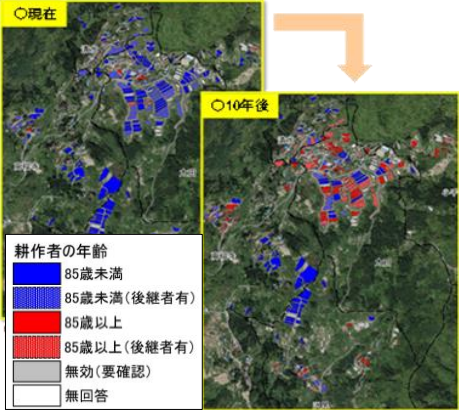 ○現在
○10年後
耕作者の年齢
85歳未満
85歳未満(後継者有)
85歳以上
85歳以上(後継者有)
無効(要確認)
無回答